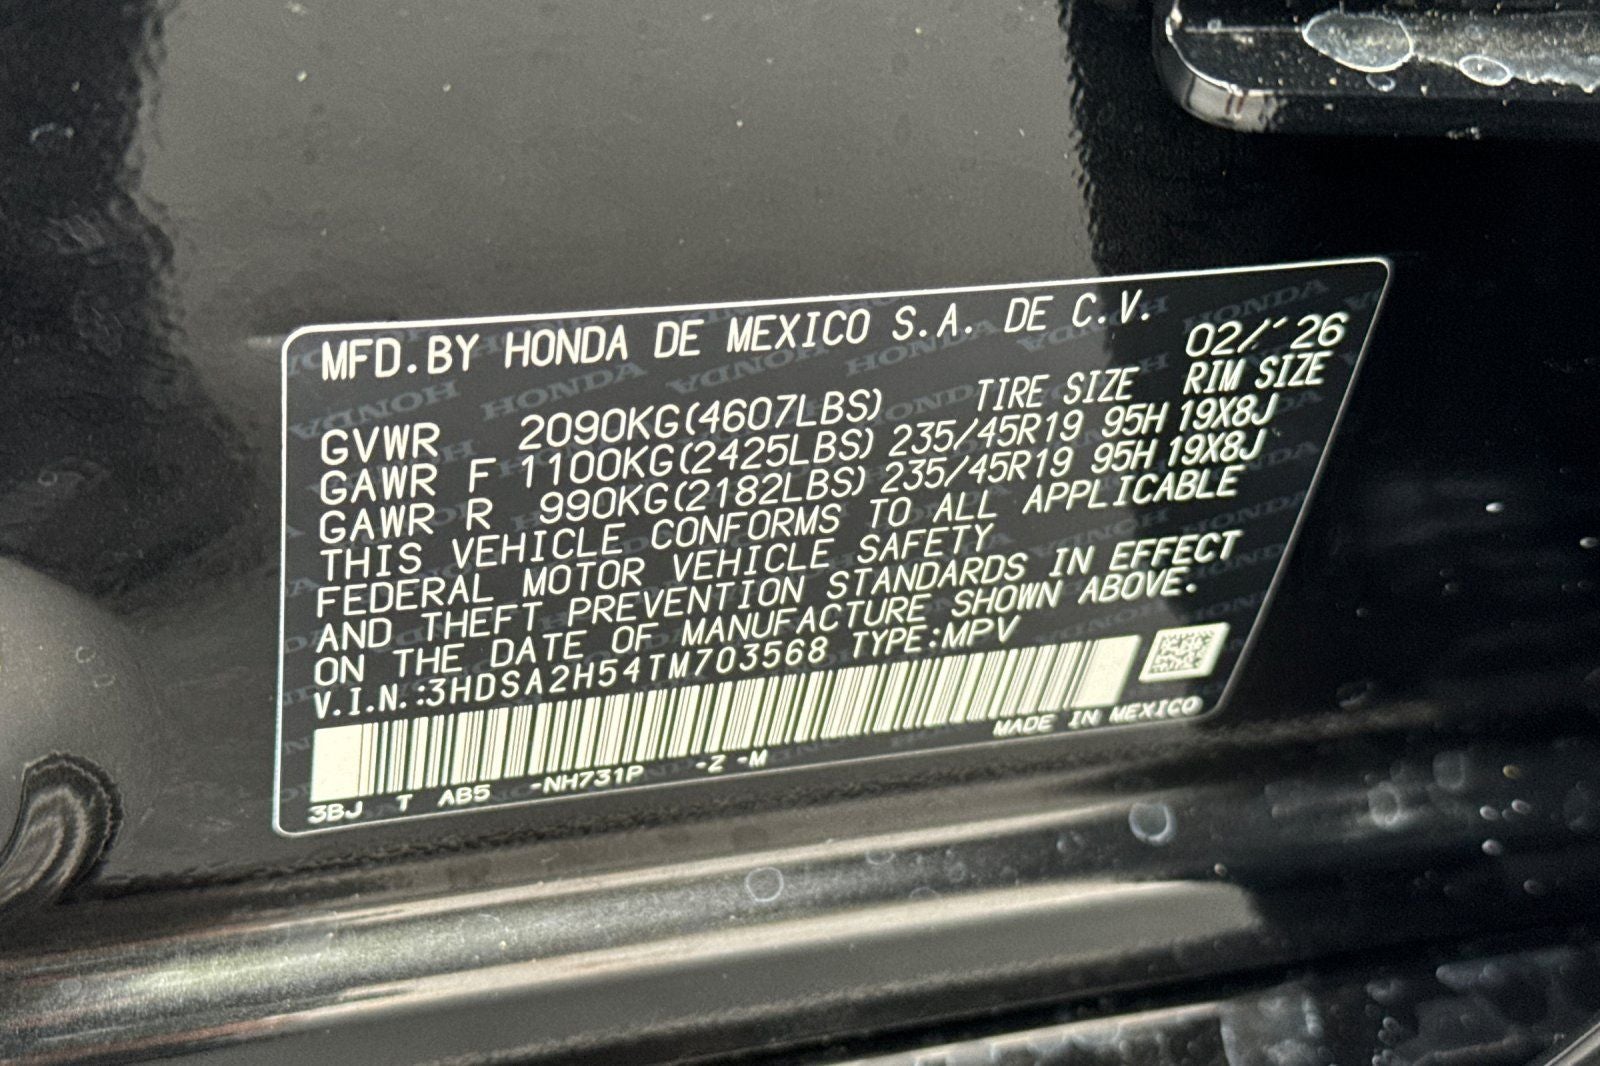 MFD.BY HONDA DE MEXICO S.A. DE C.V.
02/'26
TIRE SIZE RIM SIZE
GVWR 2090KG(4607LBS)
GAWR F 1100KG(2425LBS) 235/45R19 95H 19X8J
GAWR R 990KG(2182LBS) 235/45R19 95H 19X8J
THIS VEHICLE CONFORMS TO ALL APPLICABLE
FEDERAL MOTOR VEHICLE SAFETY
AND THEFT PREVENTION STANDARDS IN EFFECT
ON THE DATE OF MANUFACTURE SHOWN ABOVE.
V.I.N.:3HDSA2H54TM703568 TYPE:MPV
MADE IN MEXICO
3BJ T AB5 -NH731P -Z -M